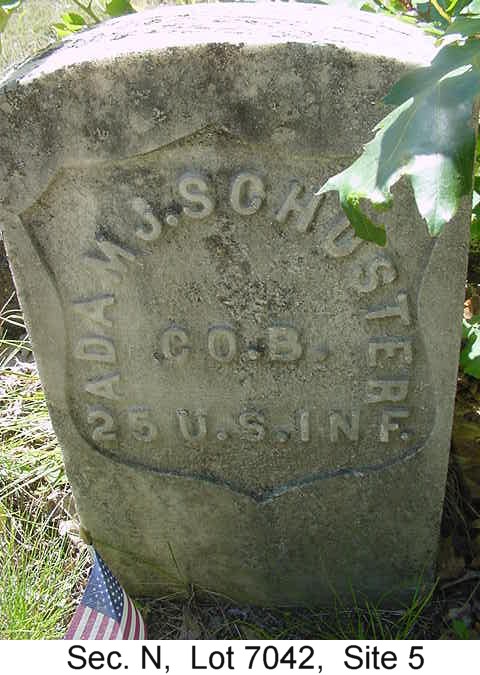 ADAM J. SCHUSTER
CO. B.
25 U.S. INF.
Sec. N, Lot 7042, Site 5